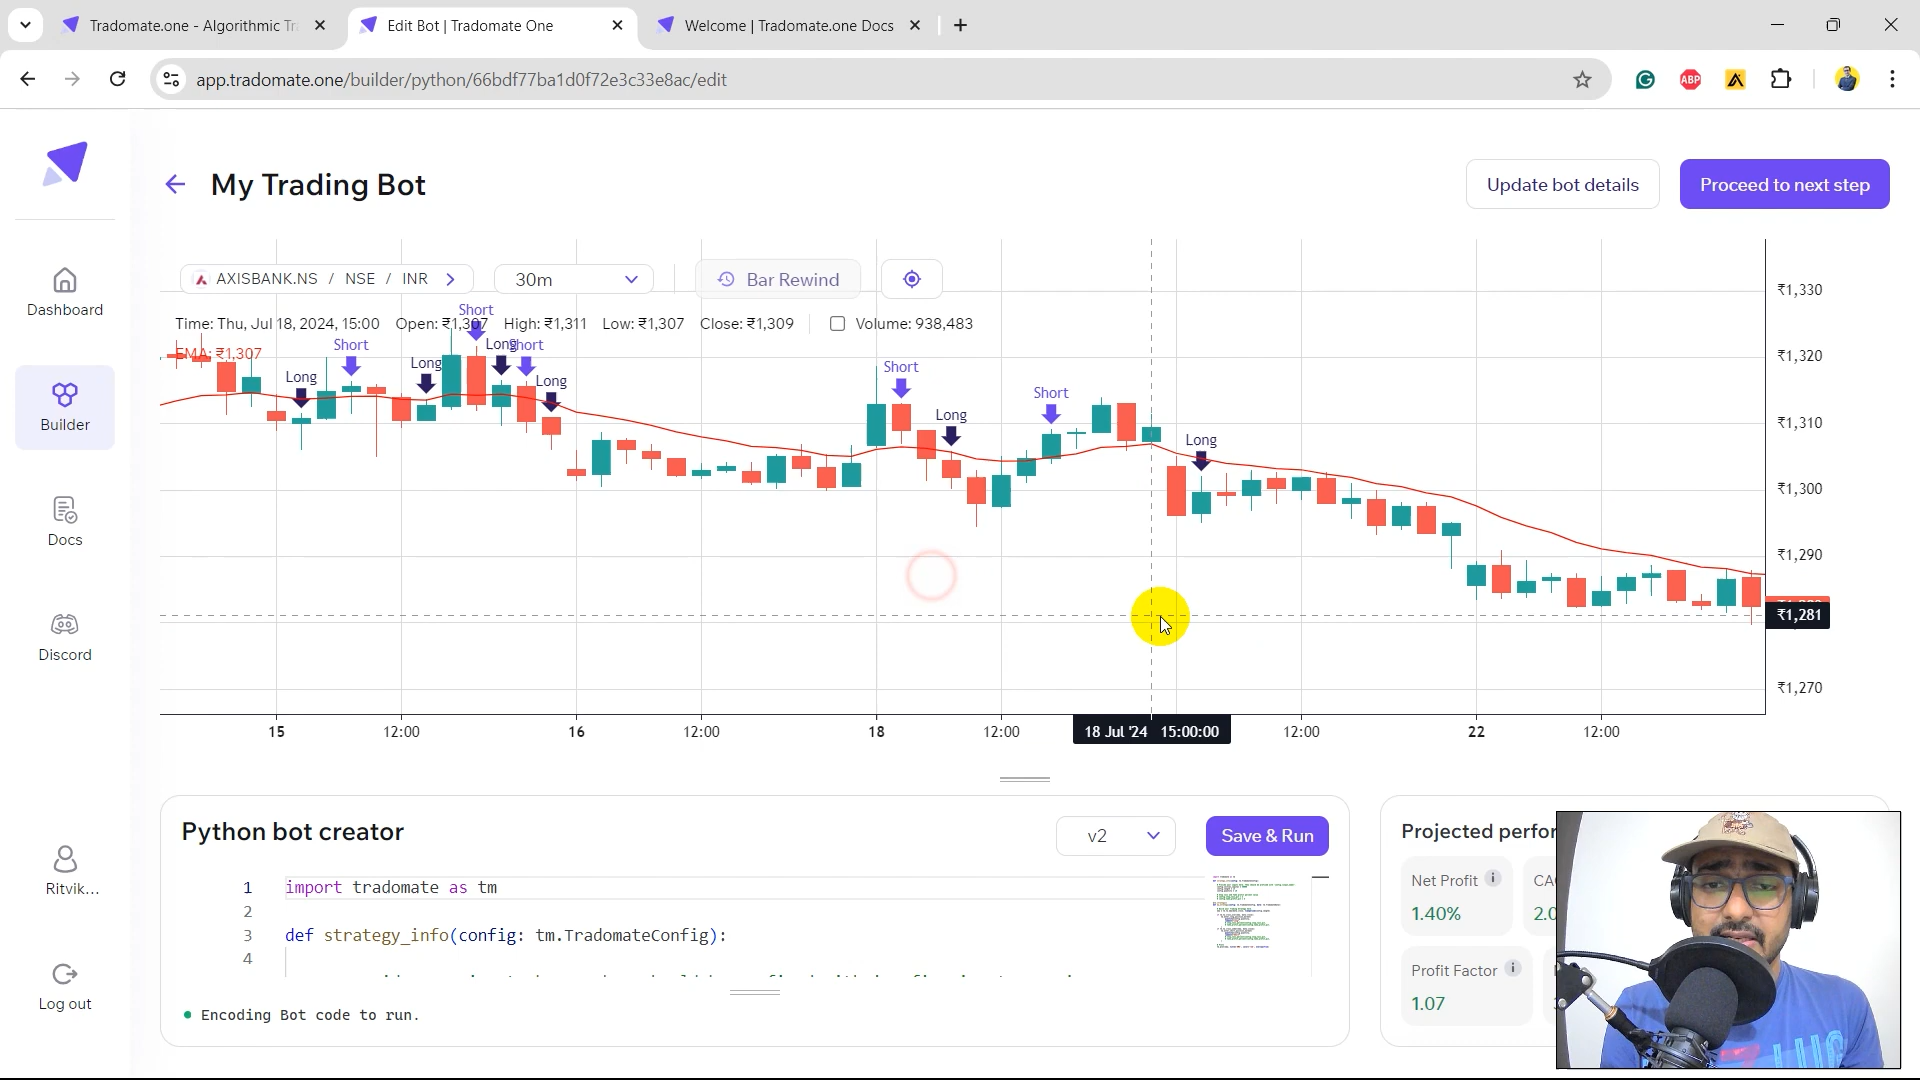 Tradomate.one - Algorithmic Tr
Edit Bot | Tradomate One
Welcome | Tradomate.one Docs
app.tradomate.one/builder/python/66bdf77ba1d0f72e3c33e8ac/edit
ABP
My Trading Bot
Update bot details
Proceed to next step
Dashboard
Builder
Docs
Discord
Ritvik...
Log out
AXISBANK.NS / NSE / INR
30m
Bar Rewind
Time: Thu, Jul 18, 2024, 15:00 Open: ₹1,307 High: ₹1,311 Low: ₹1,307 Close: ₹1,309 Volume: 938,483
EMA: ₹1,307
Long
Short
Long
Short
Long
Short
Long
Short
Long
Short
Long
₹1,330
₹1,320
₹1,310
₹1,300
₹1,290
₹1,281
₹1,270
15 12:00 16 12:00 18 12:00 18 Jul '24 15:00:00 12:00 22 12:00
Python bot creator
v2
Save & Run
1 import tradomate as tm
2
3 def strategy_info(config: tm.TradomateConfig):
4
Encoding Bot code to run.
Projected perfor
Net Profit
1.40%
CA
2.0
Profit Factor
1.07